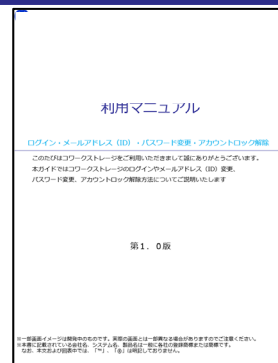 利用マニュアル
ログイン・メールアドレス（ID）・パスワード変更・アカウントロック解除
このたびはコワークストレージをご利用いただきまして誠にありがとうございます。
本ガイドではコワークストレージのログインやメールアドレス（ID）変更、
パスワード変更、アカウントロック解除方法についてご説明いたします
第1．0版
※一部画面イメージは開発中のものです。実際の画面とは一部異なる場合がありますのでご注意ください。
※本書に記載されている会社名、システム名、製品名は一般に各社の登録商標または商標です。
なお、本文および図表中では、「™」、「®」は明記しておりません。